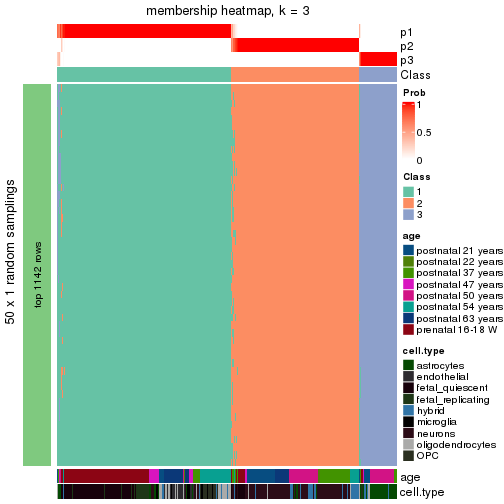 membership heatmap, k = 3
p1
p2
p3
Class
50 x 1 random samplings
top 1142 rows
Prob
1
0.5
0
Class
1
2
3
age
postnatal 21 years
postnatal 22 years
postnatal 37 years
postnatal 47 years
postnatal 50 years
postnatal 54 years
postnatal 63 years
prenatal 16-18 W
cell.type
astrocytes
endothelial
fetal_quiescent
fetal_replicating
hybrid
microglia
neurons
oligodendrocytes
OPC
age
cell.type